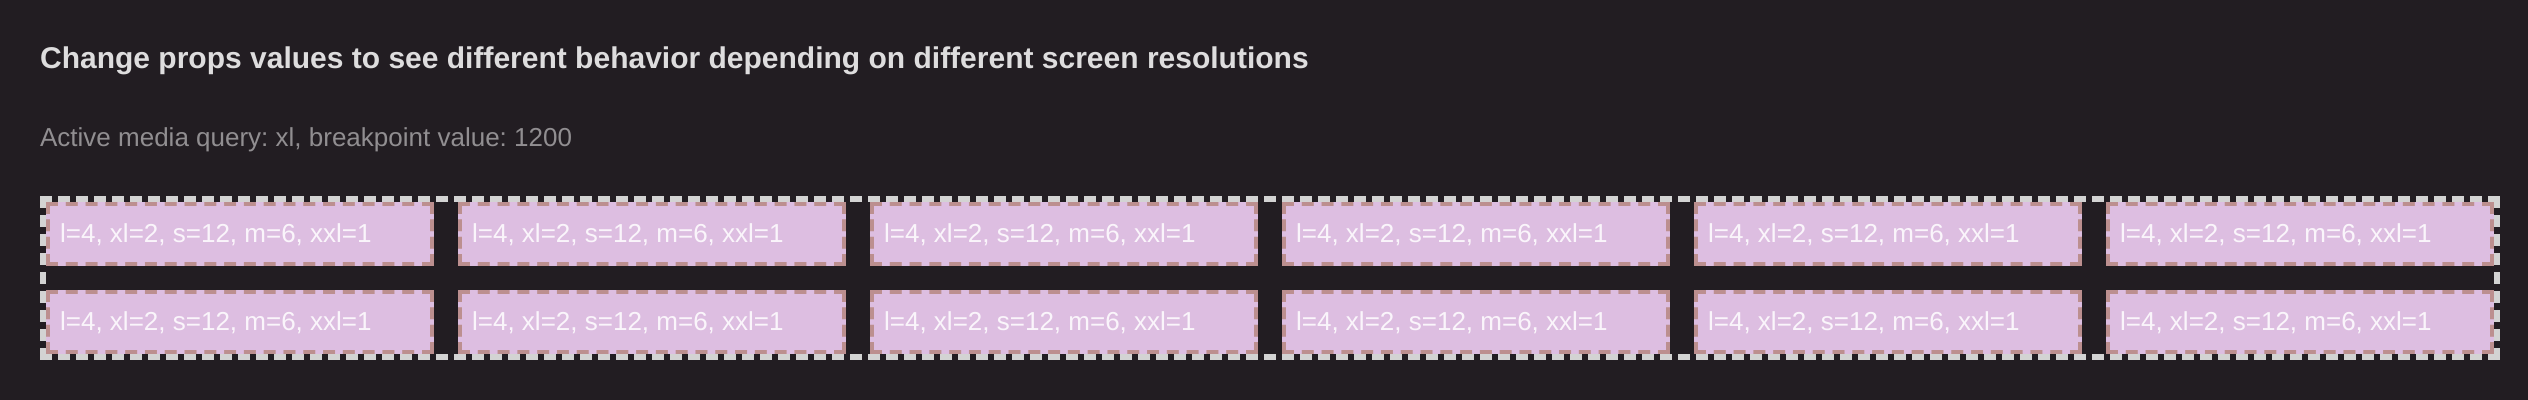 Change props values to see different behavior depending on different screen resolutions
Active media query: xl, breakpoint value: 1200
l=4, xl=2, s=12, m=6, xxl=1 l=4, xl=2, s=12, m=6, xxl=1 l=4, xl=2, s=12, m=6, xxl=1 l=4, xl=2, s=12, m=6, xxl=1 l=4, xl=2, s=12, m=6, xxl=1 l=4, xl=2, s=12, m=6, xxl=1
l=4, xl=2, s=12, m=6, xxl=1 l=4, xl=2, s=12, m=6, xxl=1 l=4, xl=2, s=12, m=6, xxl=1 l=4, xl=2, s=12, m=6, xxl=1 l=4, xl=2, s=12, m=6, xxl=1 l=4, xl=2, s=12, m=6, xxl=1